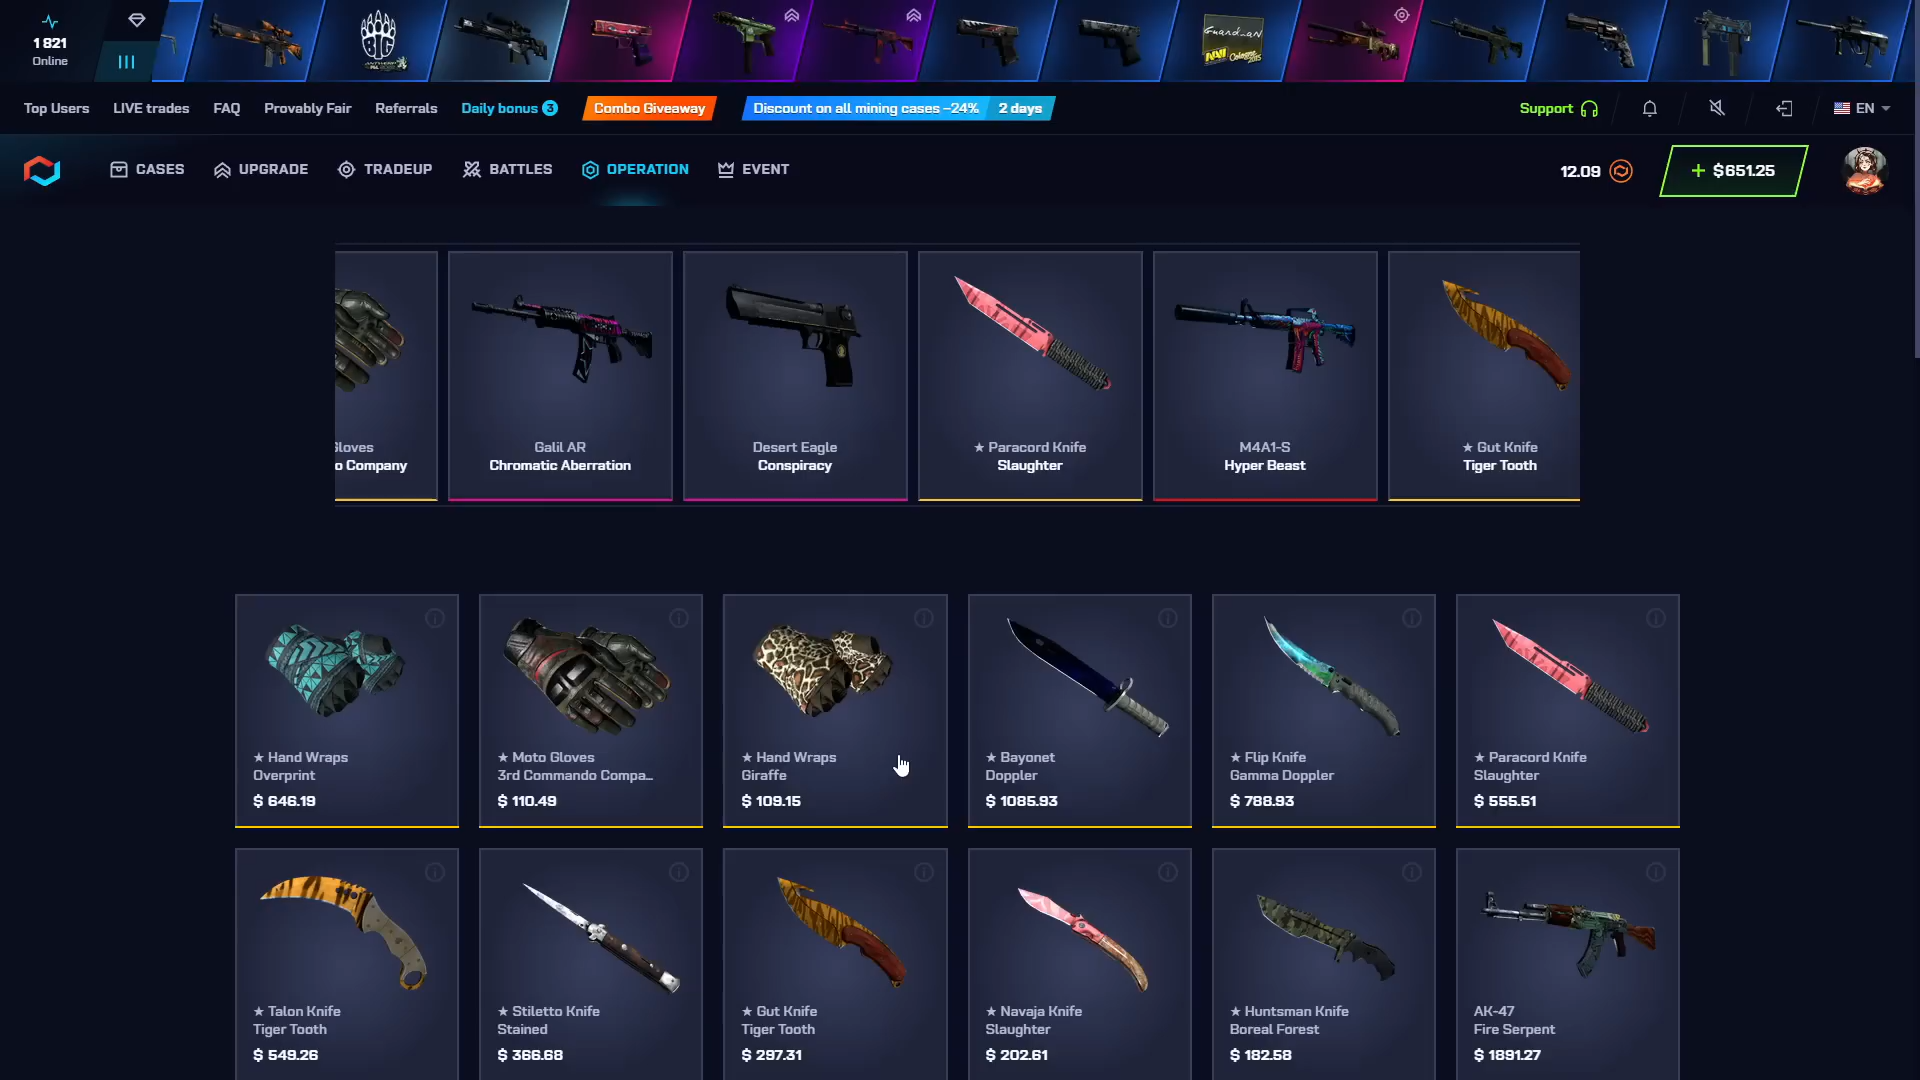 1 821
Online
Top Users
LIVE trades
FAQ
Provably Fair
Referrals
Daily bonus 3
Combo Giveaway
Discount on all mining cases −24%
2 days
Support
EN
CASES
UPGRADE
TRADEUP
BATTLES
OPERATION
EVENT
12.09
+ $651.25
Gloves
o Company
Galil AR
Chromatic Aberration
Desert Eagle
Conspiracy
★ Paracord Knife
Slaughter
M4A1-S
Hyper Beast
★ Gut Knife
Tiger Tooth
★ Hand Wraps
Overprint
$ 646.19
★ Moto Gloves
3rd Commando Compa...
$ 110.49
★ Hand Wraps
Giraffe
$ 109.15
★ Bayonet
Doppler
$ 1085.93
★ Flip Knife
Gamma Doppler
$ 788.93
★ Paracord Knife
Slaughter
$ 555.51
★ Talon Knife
Tiger Tooth
$ 549.26
★ Stiletto Knife
Stained
$ 366.68
★ Gut Knife
Tiger Tooth
$ 297.31
★ Navaja Knife
Slaughter
$ 202.61
★ Huntsman Knife
Boreal Forest
$ 182.58
AK-47
Fire Serpent
$ 1891.27